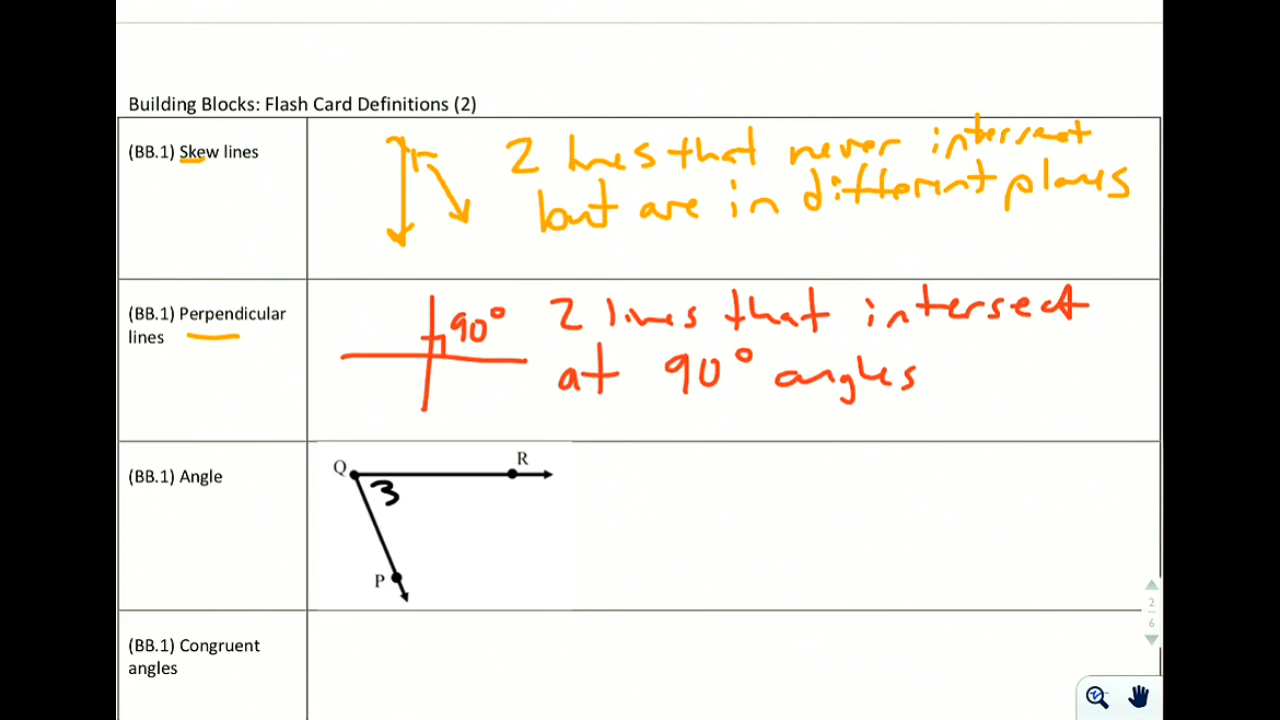 Building Blocks: Flash Card Definitions (2)
(BB.1) Skew lines
2 lines that never intersect
but are in different planes
(BB.1) Perpendicular
lines
90°
2 lines that intersect
at 90° angles
(BB.1) Angle
Q
R
3
P
(BB.1) Congruent
angles
2
6